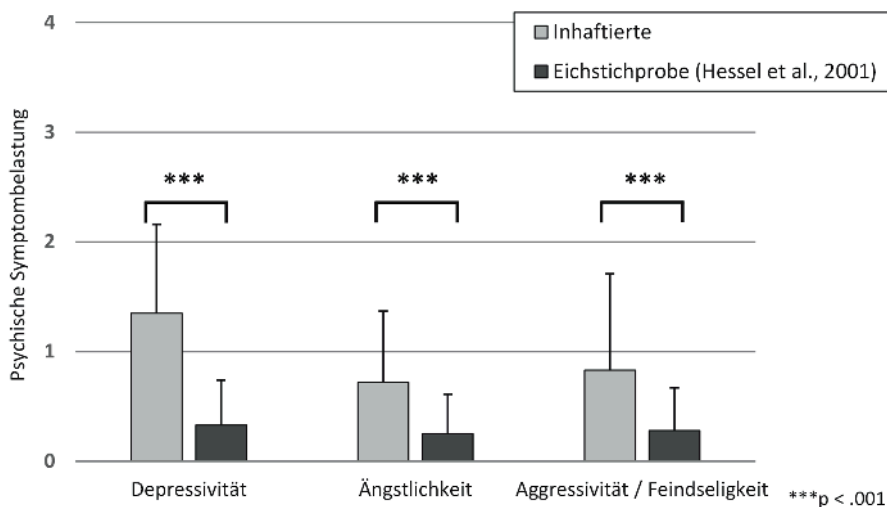 4
3
2
1
0
Psychische Symptombelastung
Inhaftierte
Eichstichprobe (Hessel et al., 2001)
*** *** ***
Depressivität Ängstlichkeit Aggressivität / Feindseligkeit
***p < .001